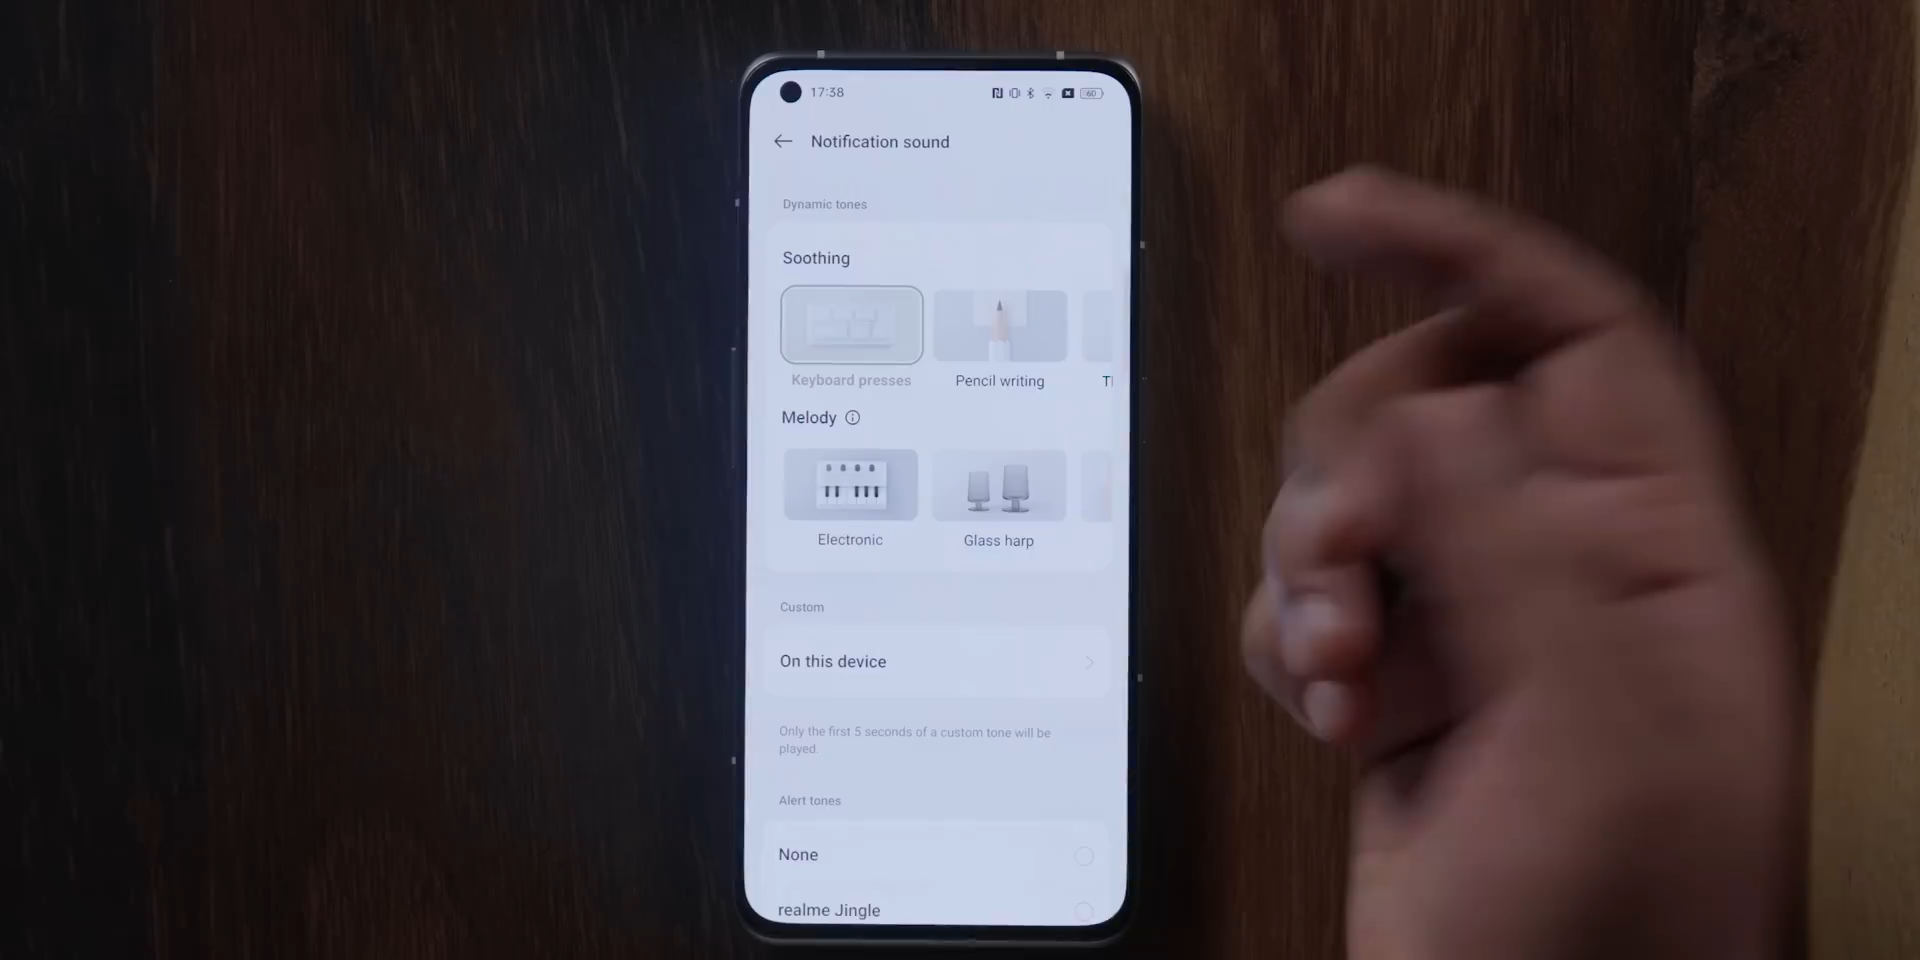 17:38
60
Notification sound
Dynamic tones
Soothing
Keyboard presses
Pencil writing
Melody
Electronic
Glass harp
Custom
On this device
Only the first 5 seconds of a custom tone will be
played.
Alert tones
None
realme Jingle